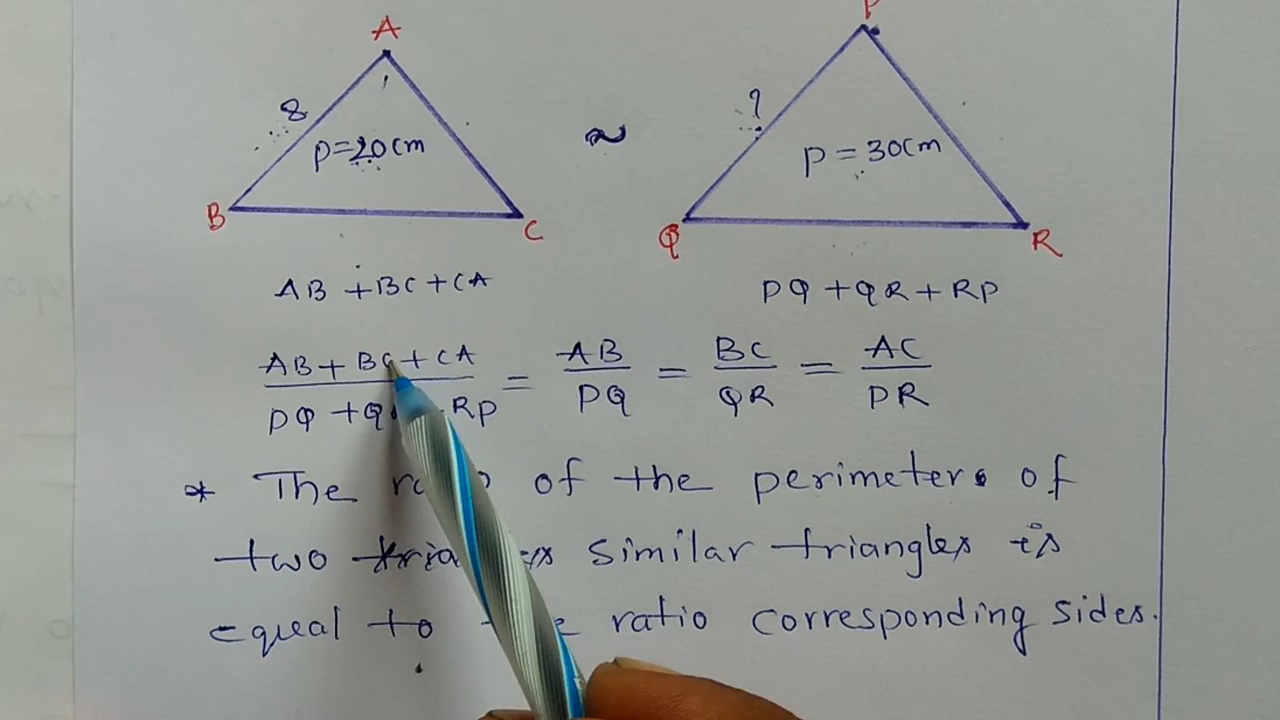 A
P
8
?
P=20cm
~
P = 30cm
B
C
Q
R
AB + BC + CA
PQ + QR + RP
AB + BC + CA = AB = BC = AC
PQ + RP PQ QR PR
* The of the perimeters of
two similar triangles is
equal to ratio corresponding sides.